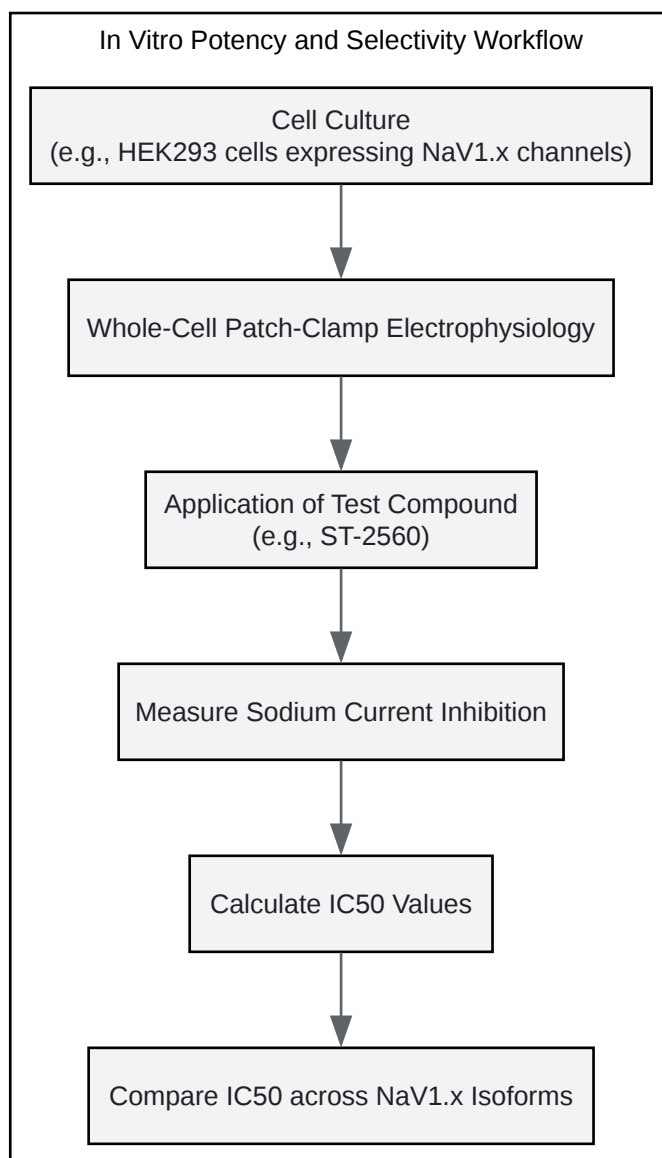 In Vitro Potency and Selectivity Workflow
Cell Culture
(e.g., HEK293 cells expressing NaV1.x channels)
Whole-Cell Patch-Clamp Electrophysiology
Application of Test Compound
(e.g., ST-2560)
Measure Sodium Current Inhibition
Calculate IC50 Values
Compare IC50 across NaV1.x Isoforms